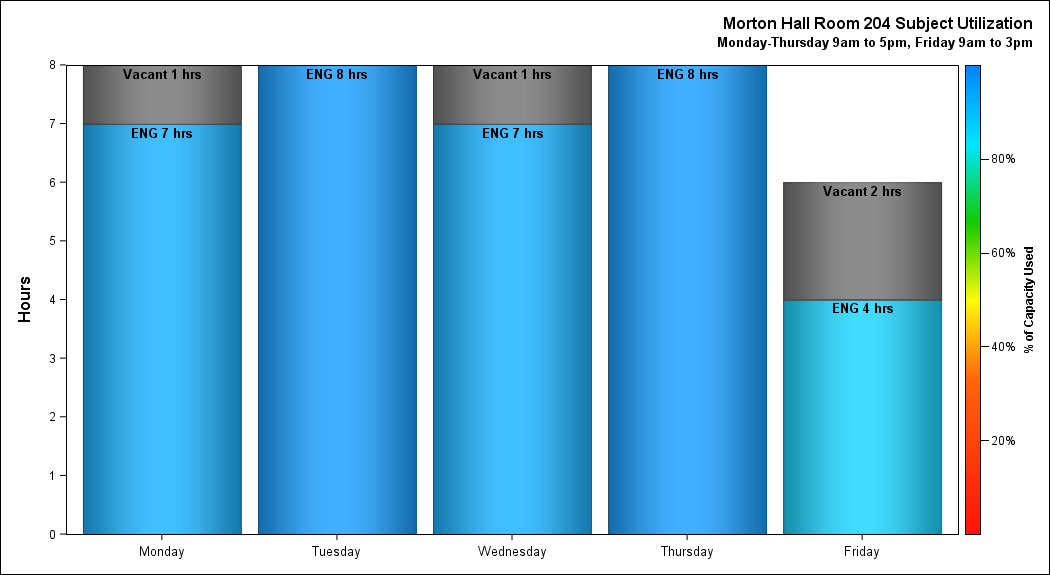 Morton Hall Room 204 Subject Utilization
Monday-Thursday 9am to 5pm, Friday 9am to 3pm
Hours
8
7
6
5
4
3
2
1
0
Vacant 1 hrs
ENG 7 hrs
ENG 8 hrs
Vacant 1 hrs
ENG 7 hrs
ENG 8 hrs
Vacant 2 hrs
ENG 4 hrs
Monday
Tuesday
Wednesday
Thursday
Friday
80%
60%
40%
20%
% of Capacity Used